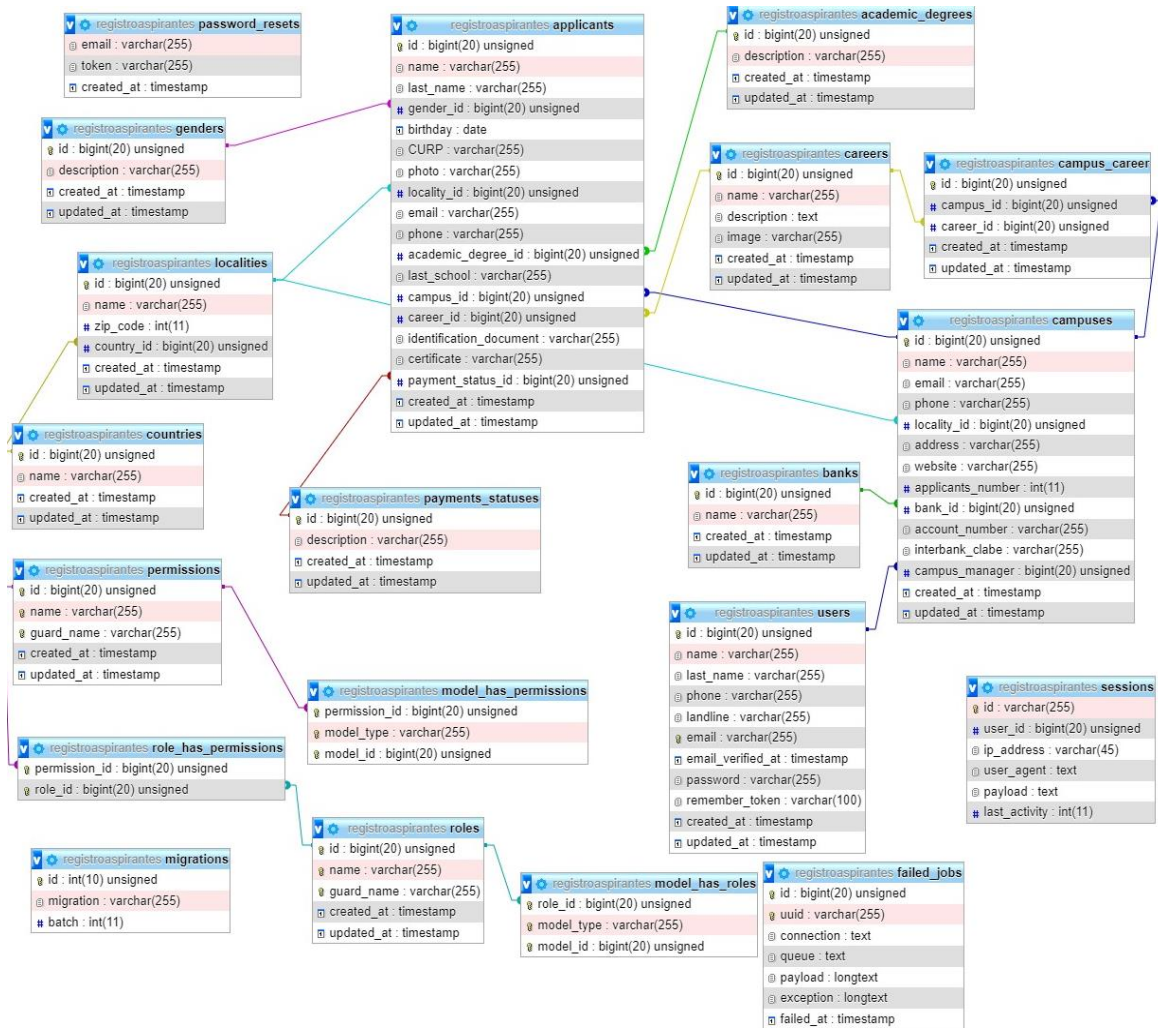 registroaspirantes password_resets
email : varchar(255)
token : varchar(255)
created_at : timestamp
registroaspirantes applicants
id : bigint(20) unsigned
name : varchar(255)
last_name : varchar(255)
gender_id : bigint(20) unsigned
birthday : date
CURP : varchar(255)
photo : varchar(255)
locality_id : bigint(20) unsigned
email : varchar(255)
phone : varchar(255)
academic_degree_id : bigint(20) unsigned
last_school : varchar(255)
campus_id : bigint(20) unsigned
career_id : bigint(20) unsigned
identification_document : varchar(255)
certificate : varchar(255)
payment_status_id : bigint(20) unsigned
created_at : timestamp
updated_at : timestamp
registroaspirantes academic_degrees
id : bigint(20) unsigned
description : varchar(255)
created_at : timestamp
updated_at : timestamp
registroaspirantes genders
id : bigint(20) unsigned
description : varchar(255)
created_at : timestamp
updated_at : timestamp
registroaspirantes careers
id : bigint(20) unsigned
name : varchar(255)
description : text
image : varchar(255)
created_at : timestamp
updated_at : timestamp
registroaspirantes campus_career
id : bigint(20) unsigned
campus_id : bigint(20) unsigned
career_id : bigint(20) unsigned
created_at : timestamp
updated_at : timestamp
registroaspirantes localities
id : bigint(20) unsigned
name : varchar(255)
zip_code : int(11)
country_id : bigint(20) unsigned
created_at : timestamp
updated_at : timestamp
registroaspirantes campuses
id : bigint(20) unsigned
name : varchar(255)
email : varchar(255)
phone : varchar(255)
locality_id : bigint(20) unsigned
address : varchar(255)
website : varchar(255)
applicants_number : int(11)
bank_id : bigint(20) unsigned
account_number : varchar(255)
interbank_clabe : varchar(255)
campus_manager : bigint(20) unsigned
created_at : timestamp
updated_at : timestamp
registroaspirantes countries
id : bigint(20) unsigned
name : varchar(255)
created_at : timestamp
updated_at : timestamp
registroaspirantes banks
id : bigint(20) unsigned
name : varchar(255)
created_at : timestamp
updated_at : timestamp
registroaspirantes payments_statuses
id : bigint(20) unsigned
description : varchar(255)
created_at : timestamp
updated_at : timestamp
registroaspirantes permissions
id : bigint(20) unsigned
name : varchar(255)
guard_name : varchar(255)
created_at : timestamp
updated_at : timestamp
registroaspirantes users
id : bigint(20) unsigned
name : varchar(255)
last_name : varchar(255)
phone : varchar(255)
landline : varchar(255)
email : varchar(255)
email_verified_at : timestamp
password : varchar(255)
remember_token : varchar(100)
created_at : timestamp
updated_at : timestamp
registroaspirantes model_has_permissions
permission_id : bigint(20) unsigned
model_type : varchar(255)
model_id : bigint(20) unsigned
registroaspirantes sessions
id : varchar(255)
user_id : bigint(20) unsigned
ip_address : varchar(45)
user_agent : text
payload : text
last_activity : int(11)
registroaspirantes role_has_permissions
permission_id : bigint(20) unsigned
role_id : bigint(20) unsigned
registroaspirantes roles
id : bigint(20) unsigned
name : varchar(255)
guard_name : varchar(255)
created_at : timestamp
updated_at : timestamp
registroaspirantes migrations
id : int(10) unsigned
migration : varchar(255)
batch : int(11)
registroaspirantes model_has_roles
role_id : bigint(20) unsigned
model_type : varchar(255)
model_id : bigint(20) unsigned
registroaspirantes failed_jobs
id : bigint(20) unsigned
uuid : varchar(255)
connection : text
queue : text
payload : longtext
exception : longtext
failed_at : timestamp